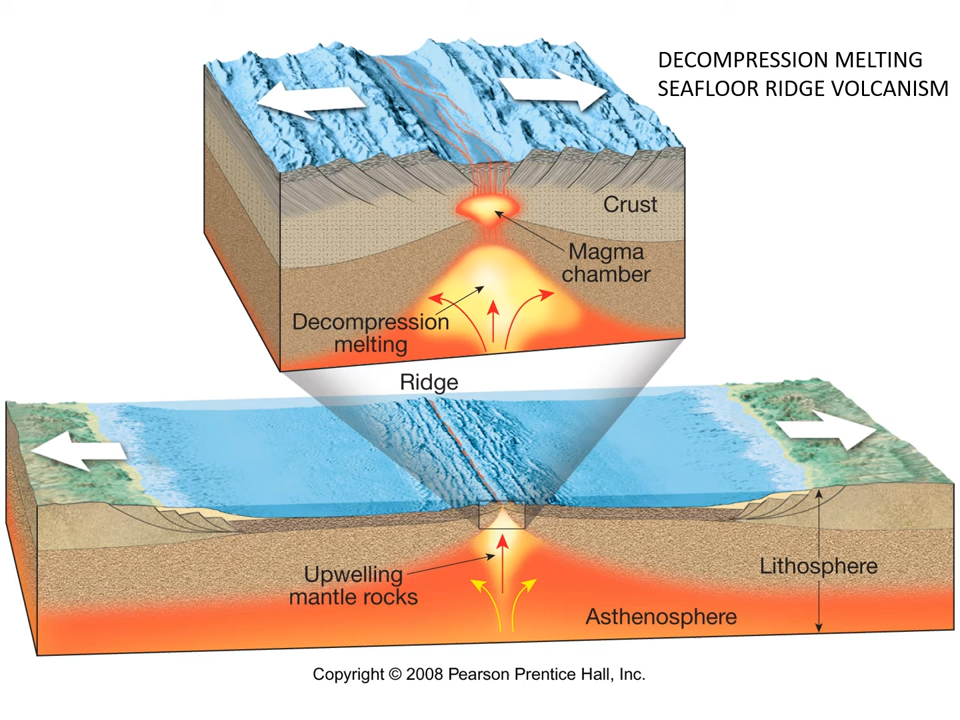 DECOMPRESSION MELTING
SEAFLOOR RIDGE VOLCANISM
Crust
Magma
chamber
Decompression
melting
Ridge
Lithosphere
Upwelling
mantle rocks
Asthenosphere
Copyright © 2008 Pearson Prentice Hall, Inc.